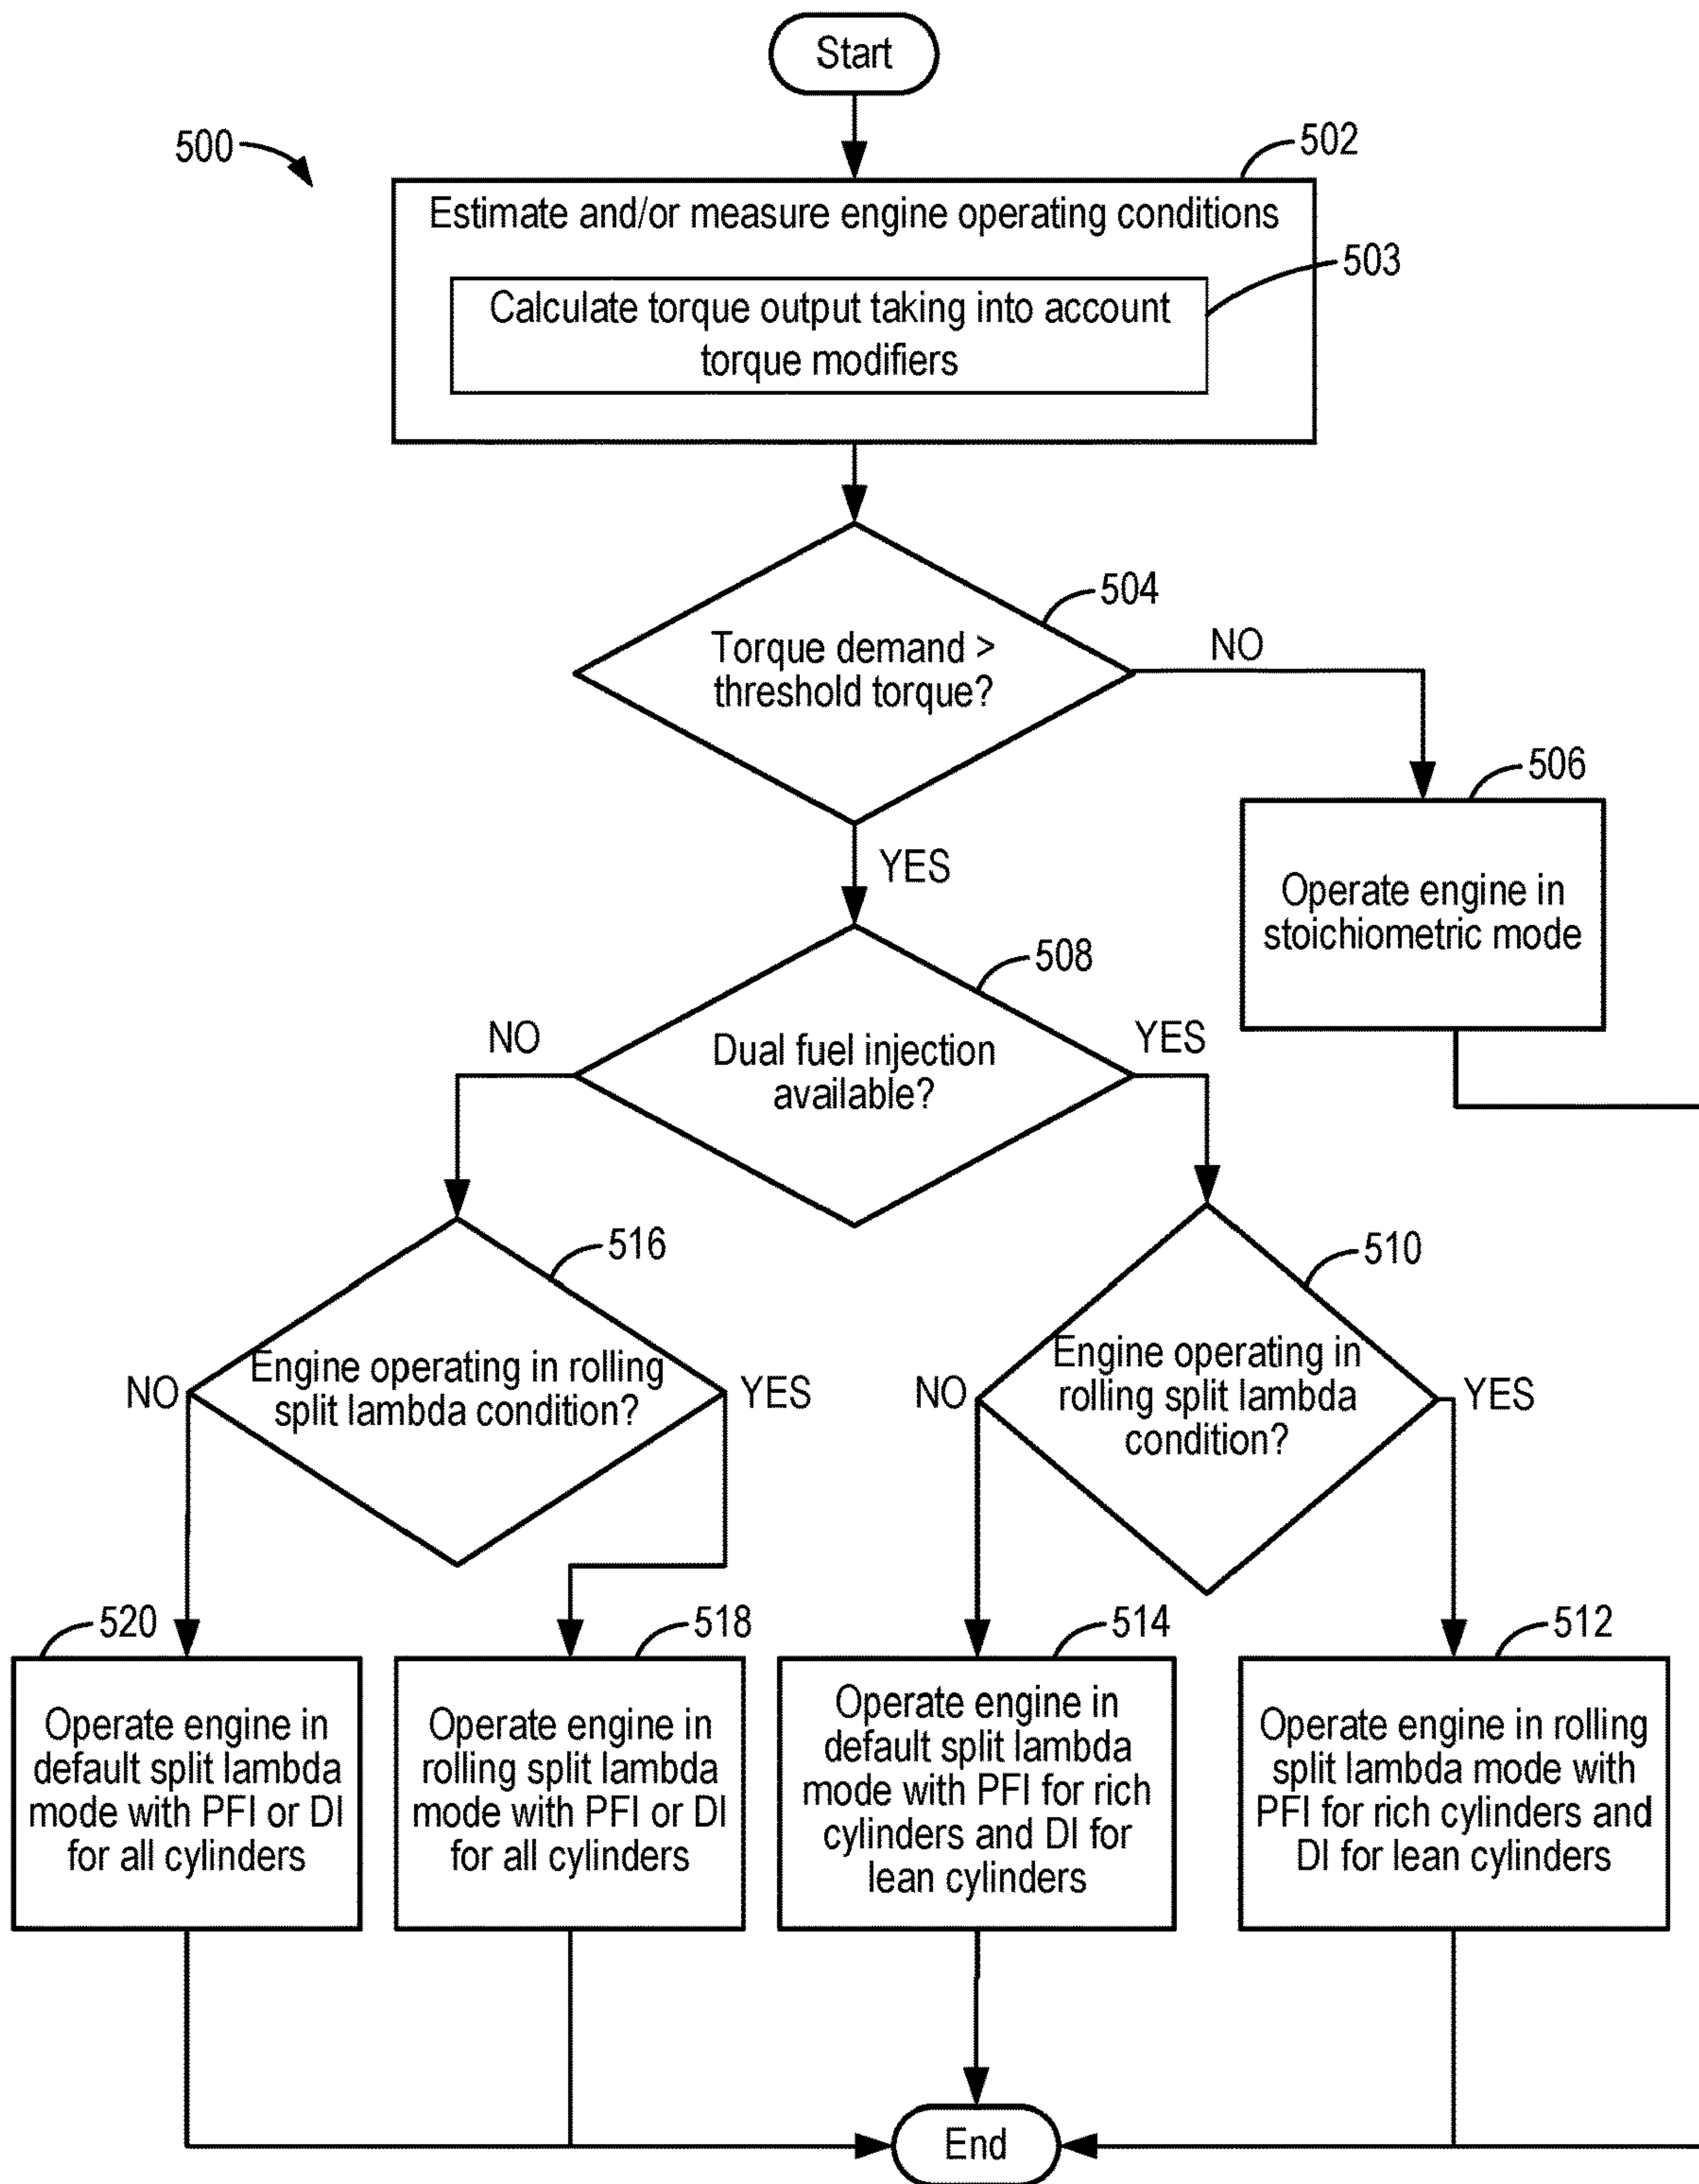 Start
500
502
Estimate and/or measure engine operating conditions
503
Calculate torque output taking into account
torque modifiers
504
Torque demand >
threshold torque?
NO
506
YES
Operate engine in
stoichiometric mode
508
NO
YES
Dual fuel injection
available?
516
510
Engine operating in rolling
split lambda condition?
NO
YES
Engine operating in
rolling split lambda
condition?
NO
YES
520
518
514
512
Operate engine in
default split lambda
mode with PFI or DI
for all cylinders
Operate engine in
rolling split lambda
mode with PFI or DI
for all cylinders
Operate engine in
default split lambda
mode with PFI for rich
cylinders and DI for
lean cylinders
Operate engine in rolling
split lambda mode with
PFI for rich cylinders and
DI for lean cylinders
End